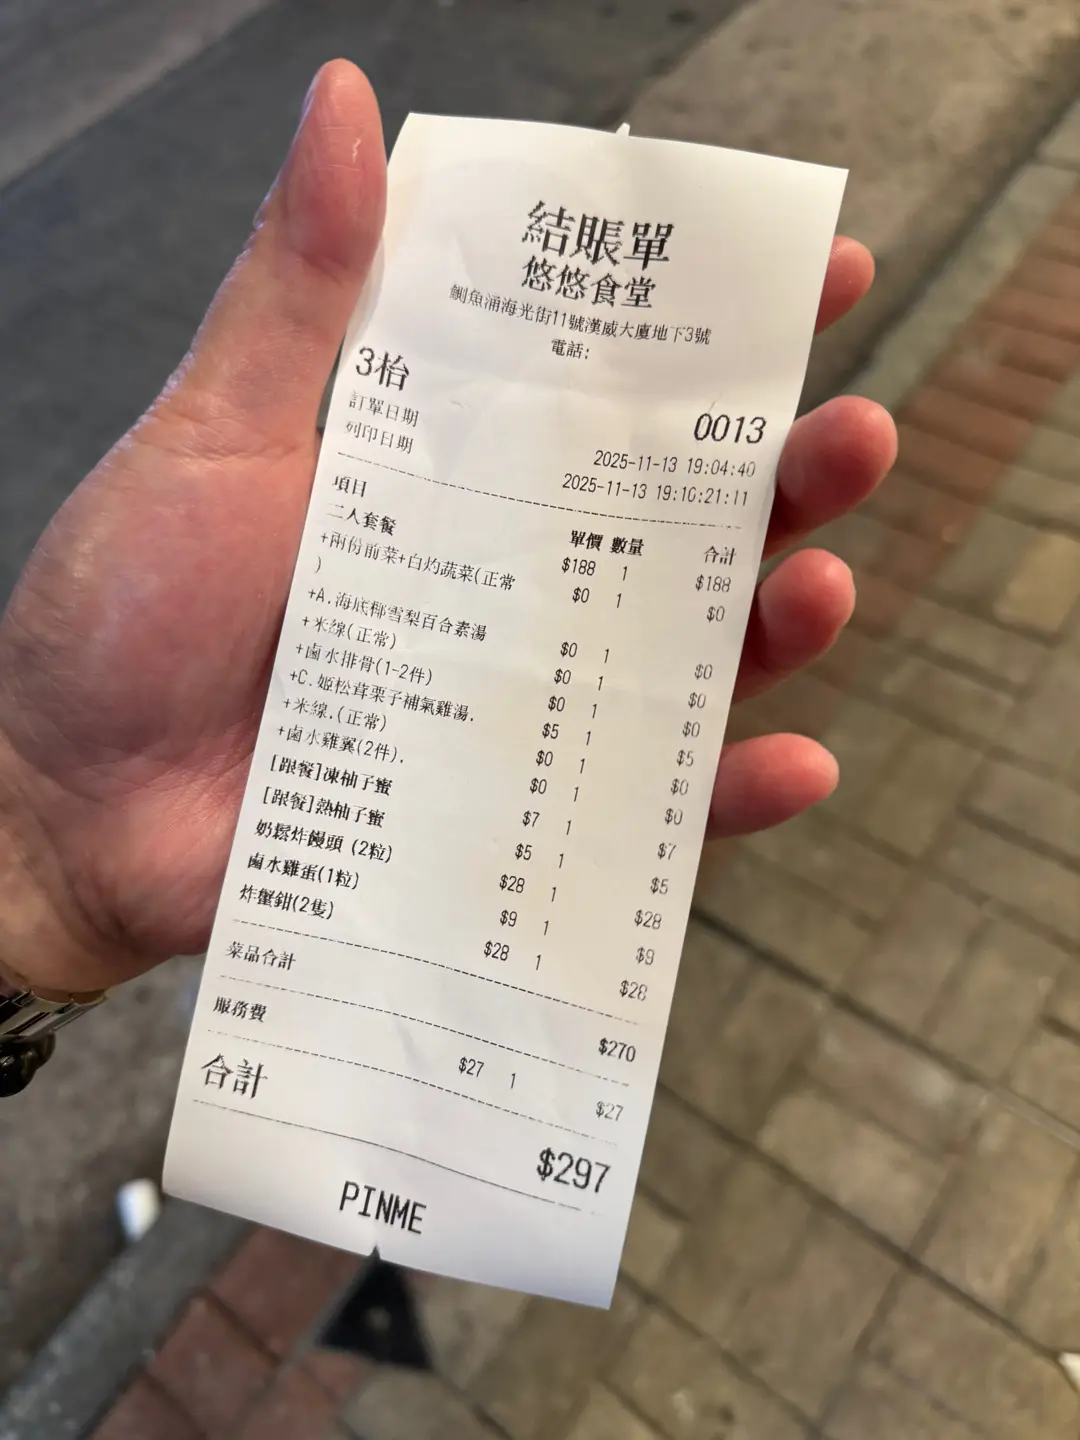 結賬單
悠悠食堂
鰂魚涌海光街11號漢威大廈地下3號
電話:
3枱 0013
訂單日期 2025-11-13 19:04:40
列印日期 2025-11-13 19:10:21:11
項目 單價 數量 合計
二人套餐 $188 1 $188
+兩份前菜+白灼蔬菜(正常 $0 1 $0
)
+A.海底椰雪梨百合素湯 $0 1 $0
+米線(正常) $0 1 $0
+鹵水排骨(1-2件) $0 1 $0
+C.姬松茸栗子補氣雞湯. $5 1 $5
+米線.(正常) $0 1 $0
+鹵水雞翼(2件). $0 1 $0
[跟餐]凍柚子蜜 $7 1 $7
[跟餐]熱柚子蜜 $5 1 $5
奶鬆炸饅頭 (2粒) $28 1 $28
鹵水雞蛋(1粒) $9 1 $9
炸蟹鉗(2隻) $28 1 $28
菜品合計 $270
服務費 $27 1 $27
合計 $297
PINME